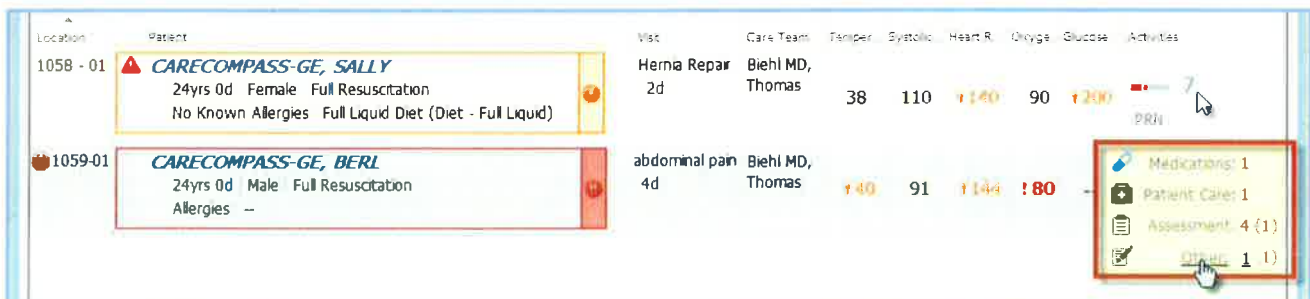 Location Patient Visit Care Team Temper Systolic Heart R. Oxyge Glucose Activities
1058 - 01 CARECOMPASS-GE, SALLY Hernia Repair Biehl MD,
24yrs 0d Female Full Resuscitation 2d Thomas 38 110 140 90 200 7
No Known Allergies Full Liquid Diet (Diet - Full Liquid)
PRN
1059-01 CARECOMPASS-GE, BERL abdominal pain Biehl MD,
24yrs 0d Male Full Resuscitation 4d Thomas 40 91 144 ! 80 --
Allergies --
Medications: 1
Patient Care: 1
Assessment: 4 (1)
Other: 1 1)